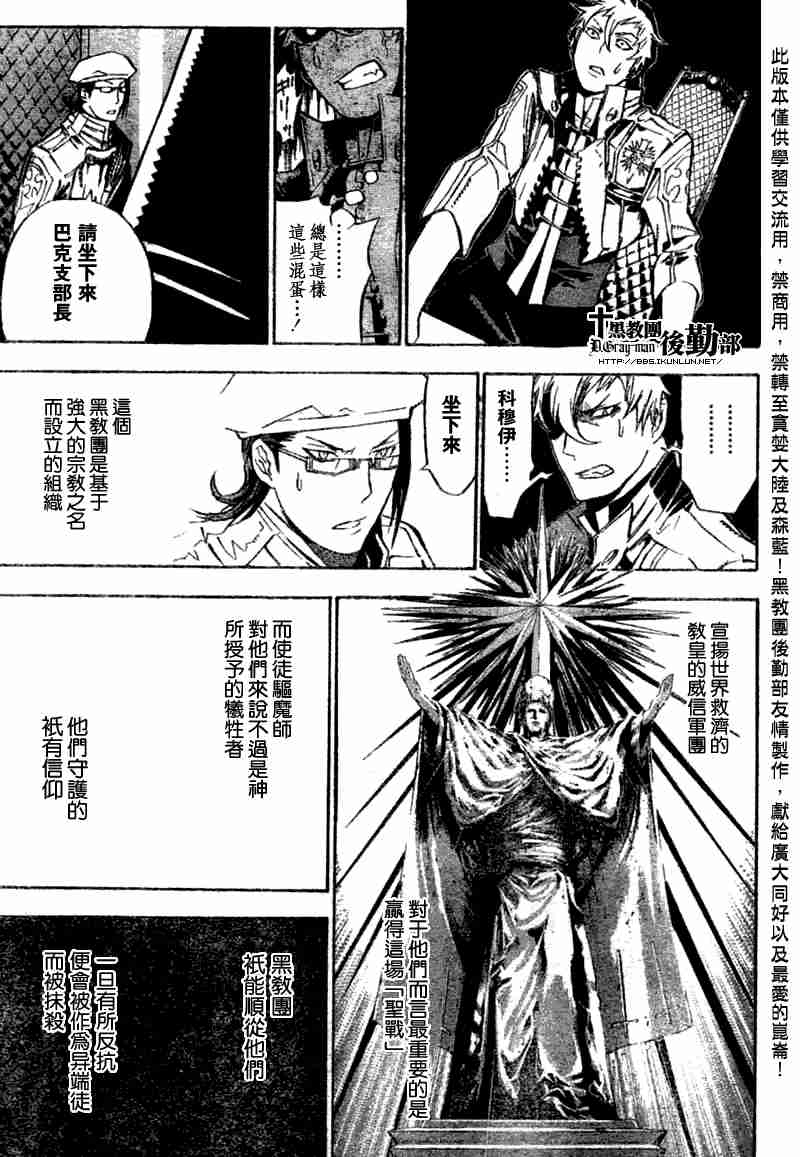 總是這樣
這些混蛋…!
請坐下來
巴克支部長
黑教團
D.Gray-man
後勤部
HTTP://BBS.IKUNLUN.NET/
………
………
科穆伊……
坐下來
這個
黑教團是基于
強大的宗教之名
而設立的組織
宣揚世界救濟的
教皇的威信軍團
對于他們而言最重要的是
贏得這場「聖戰」
而使徒驅魔師
對他們來說不過是神
所授予的犧牲者
他們守護的
衹有信仰
黑教團
衹能順從他們
一旦有所反抗
便會被作為异端徒
而被抹殺
此版本僅供學習交流用，禁商用，禁轉至貪婪大陸及森藍！黑教團後勤部友情製作，獻給廣大同好以及最愛的崑崙！